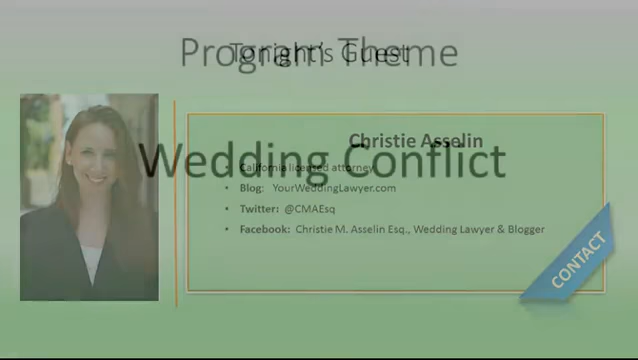 Program Theme
Tonight's Guest
Christie Asselin
Wedding Conflict
California licensed attorney
• Blog: YourWeddingLawyer.com
• Twitter: @CMAEsq
• Facebook: Christie M. Asselin Esq., Wedding Lawyer & Blogger
CONTACT